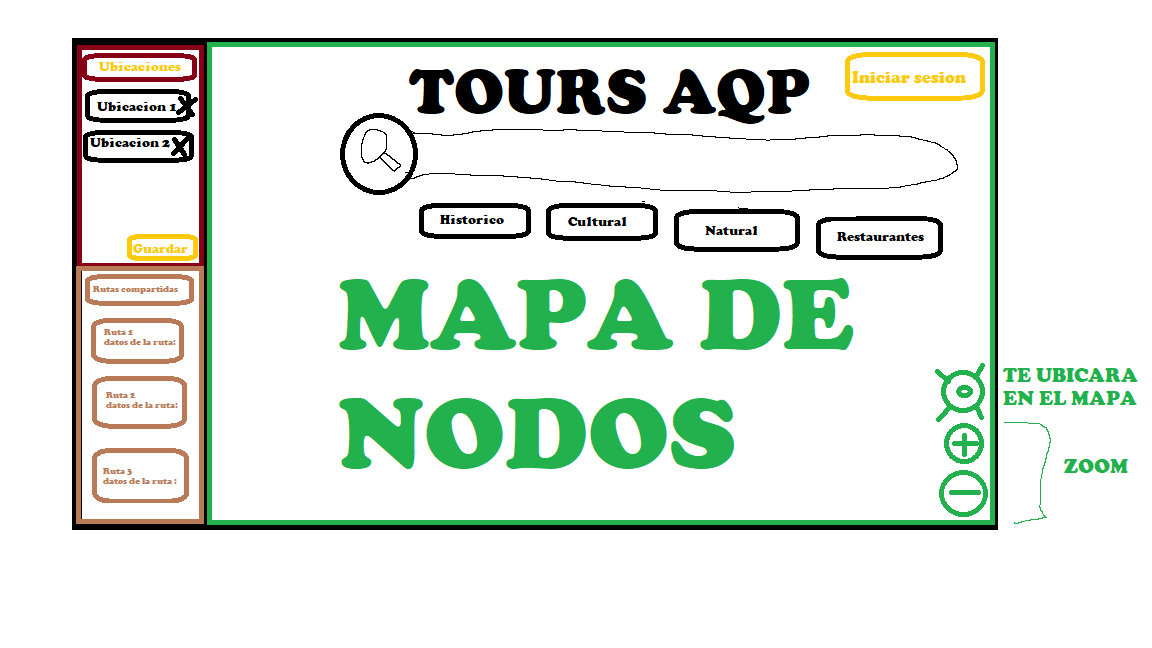 Ubicaciones
Ubicacion 1
Ubicacion 2
Guardar
Rutas compartidas
Ruta 1
datos de la ruta:
Ruta 2
datos de la ruta:
Ruta 3
datos de la ruta :
TOURS AQP
Iniciar sesion
Historico
Cultural
Natural
Restaurantes
MAPA DE
NODOS
TE UBICARA
EN EL MAPA
ZOOM